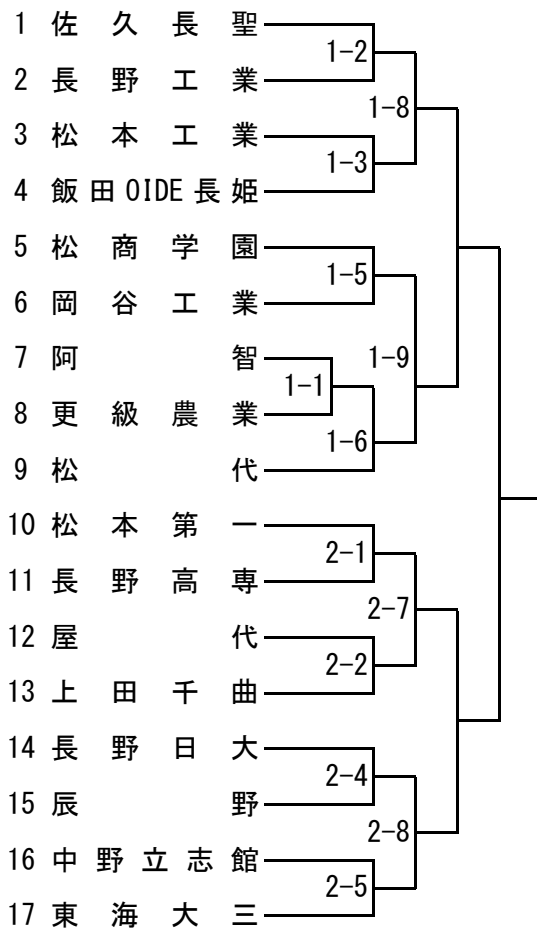 1 佐久長聖
1-2
2 長野工業
1-8
3 松本工業
1-3
4 飯田OIDE長姫
5 松商学園
1-5
6 岡谷工業
7 阿智
1-9
1-1
8 更級農業
1-6
9 松代
10 松本第一
2-1
11 長野高専
2-7
12 屋代
2-2
13 上田千曲
14 長野日大
2-4
15 辰野
2-8
16 中野立志館
2-5
17 東海大三